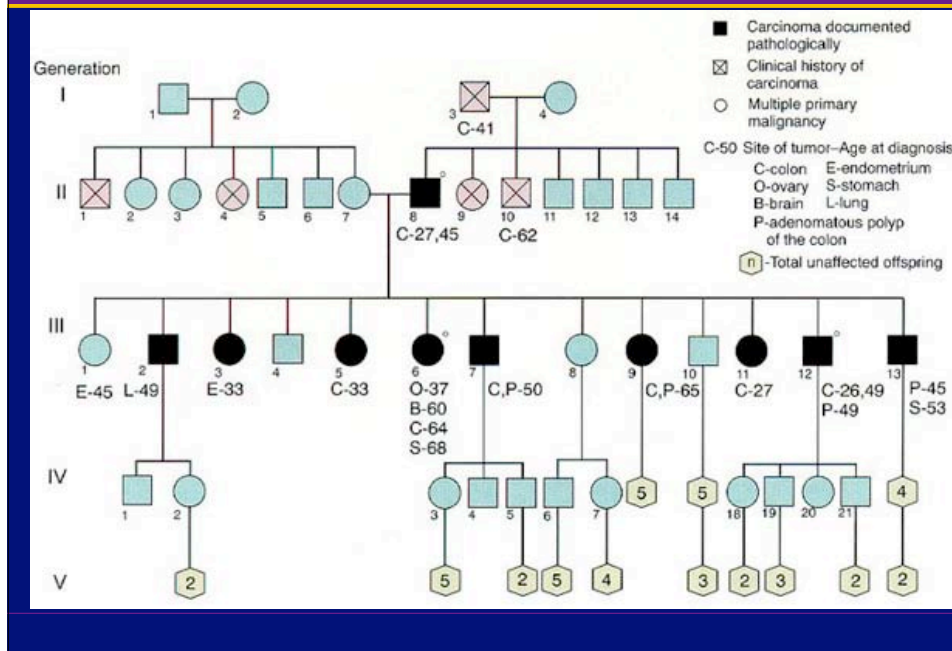 Carcinoma documented
pathologically
Clinical history of
carcinoma
Multiple primary
malignancy
C-50 Site of tumor–Age at diagnosis
C-colon E-endometrium
O-ovary S-stomach
B-brain L-lung
P-adenomatous polyp
of the colon
n -Total unaffected offspring
Generation
I
1 2 3 4
C-41
II
1 2 3 4 5 6 7 8 9 10 11 12 13 14
C-27,45 C-62
III
1 2 3 4 5 6 7 8 9 10 11 12 13
E-45 L-49 E-33 C-33 O-37 C,P-50 C,P-65 C-27 C-26,49 P-45
B-60 P-49 S-53
C-64
S-68
IV
5 5 4
1 2 3 4 5 6 7 18 19 20 21
V
2 5 2 5 4 3 2 3 2 2